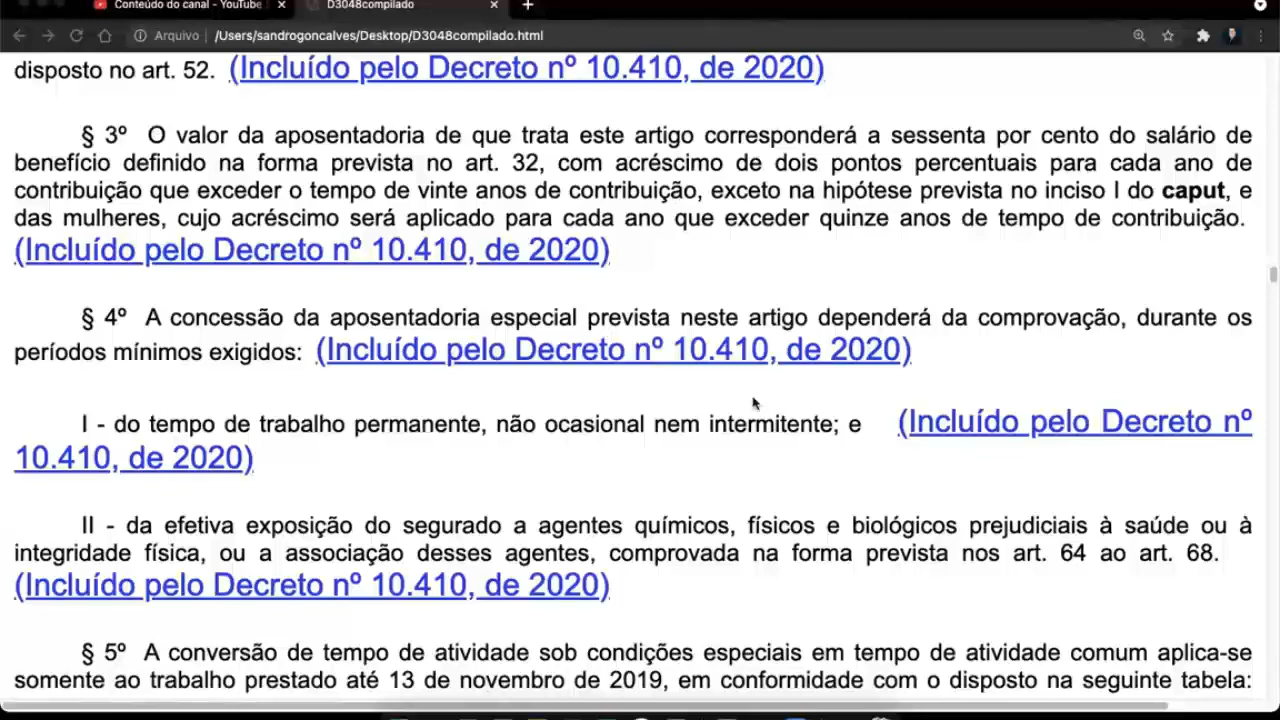 Conteúdo do canal - YouTube
D3048compilado
Arquivo | /Users/sandrogoncalves/Desktop/D3048compilado.html
disposto no art. 52. (Incluído pelo Decreto nº 10.410, de 2020)
§ 3º O valor da aposentadoria de que trata este artigo corresponderá a sessenta por cento do salário de
benefício definido na forma prevista no art. 32, com acréscimo de dois pontos percentuais para cada ano de
contribuição que exceder o tempo de vinte anos de contribuição, exceto na hipótese prevista no inciso I do caput, e
das mulheres, cujo acréscimo será aplicado para cada ano que exceder quinze anos de tempo de contribuição.
(Incluído pelo Decreto nº 10.410, de 2020)
§ 4º A concessão da aposentadoria especial prevista neste artigo dependerá da comprovação, durante os
períodos mínimos exigidos: (Incluído pelo Decreto nº 10.410, de 2020)
I - do tempo de trabalho permanente, não ocasional nem intermitente; e (Incluído pelo Decreto nº
10.410, de 2020)
II - da efetiva exposição do segurado a agentes químicos, físicos e biológicos prejudiciais à saúde ou à
integridade física, ou a associação desses agentes, comprovada na forma prevista nos art. 64 ao art. 68.
(Incluído pelo Decreto nº 10.410, de 2020)
§ 5º A conversão de tempo de atividade sob condições especiais em tempo de atividade comum aplica-se
somente ao trabalho prestado até 13 de novembro de 2019, em conformidade com o disposto na seguinte tabela: